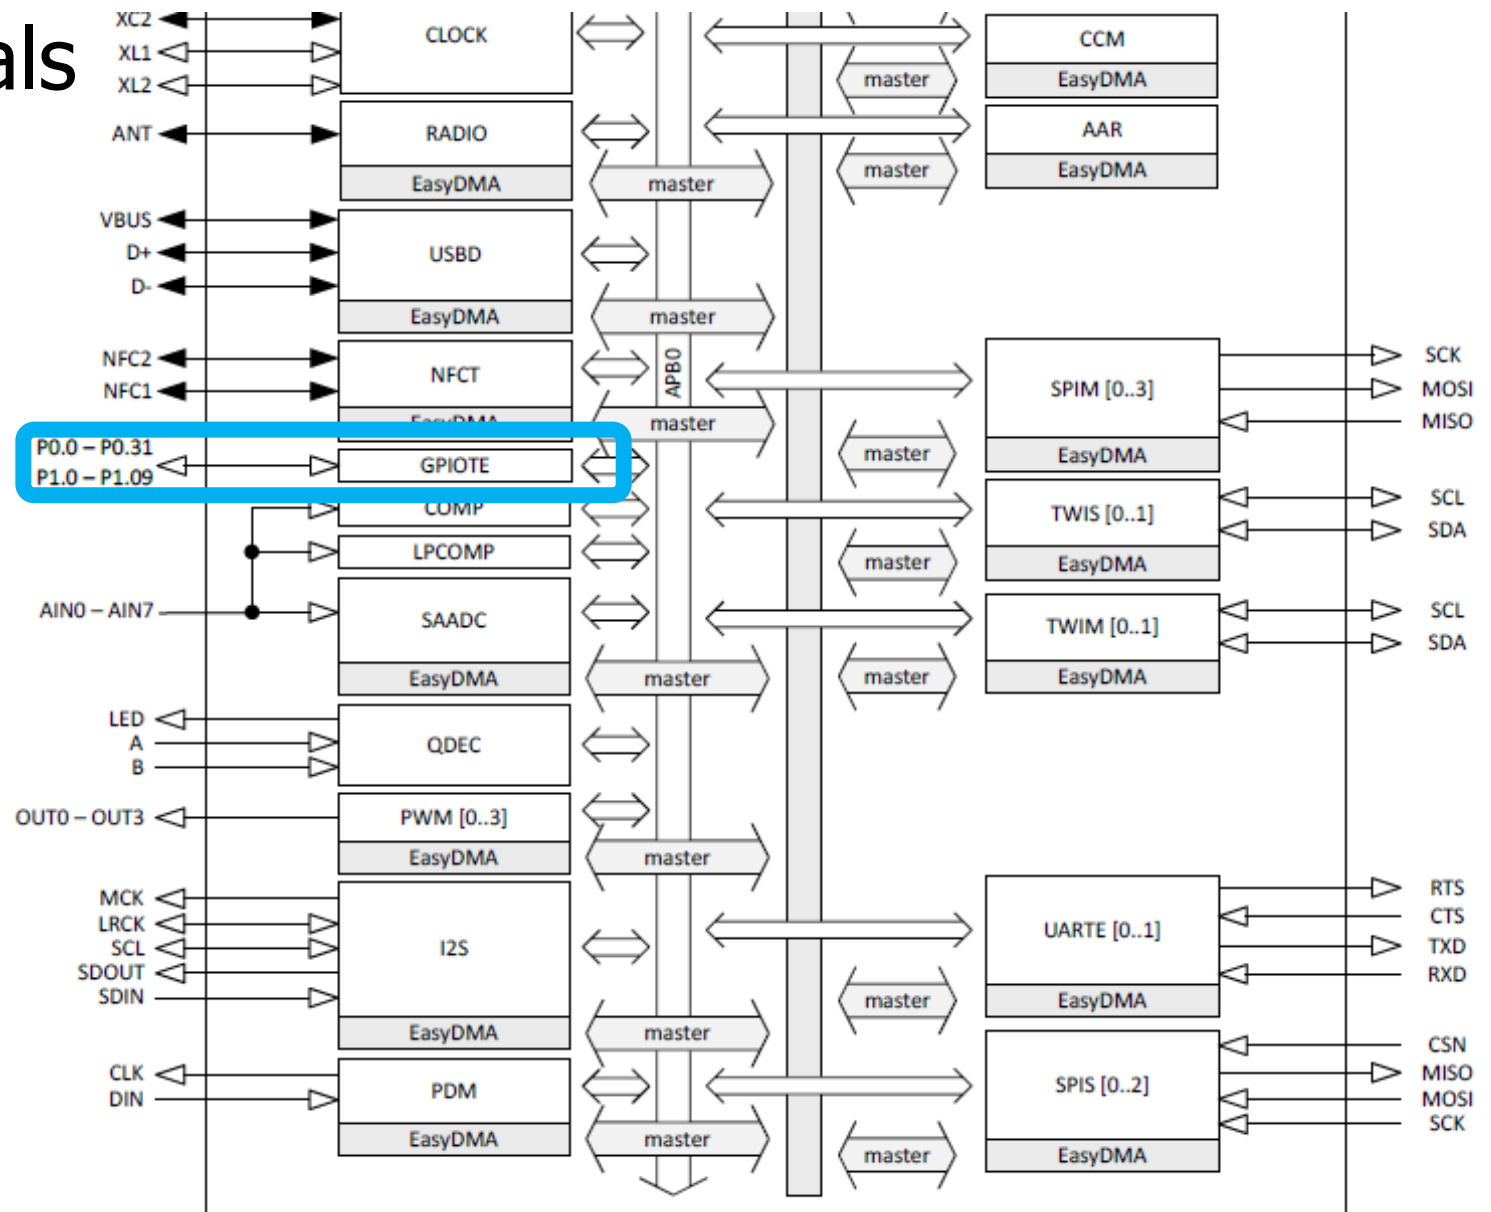 als
XC2
XL1
XL2
CLOCK
ANT
RADIO
EasyDMA
master
VBUS
D+
D-
USBD
EasyDMA
master
NFC2
NFC1
NFCT
EasyDMA
master
P0.0 – P0.31
P1.0 – P1.09
GPIOTE
COMP
LPCOMP
AIN0 – AIN7
SAADC
EasyDMA
master
LED
A
B
QDEC
OUT0 – OUT3
PWM [0..3]
EasyDMA
master
MCK
LRCK
SCL
SDOUT
SDIN
I2S
EasyDMA
master
CLK
DIN
PDM
EasyDMA
master
APB0
CCM
master
EasyDMA
AAR
master
EasyDMA
SPIM [0..3]
master
EasyDMA
SCK
MOSI
MISO
TWIS [0..1]
master
EasyDMA
SCL
SDA
TWIM [0..1]
master
EasyDMA
SCL
SDA
UARTE [0..1]
master
EasyDMA
RTS
CTS
TXD
RXD
SPIS [0..2]
master
EasyDMA
CSN
MISO
MOSI
SCK